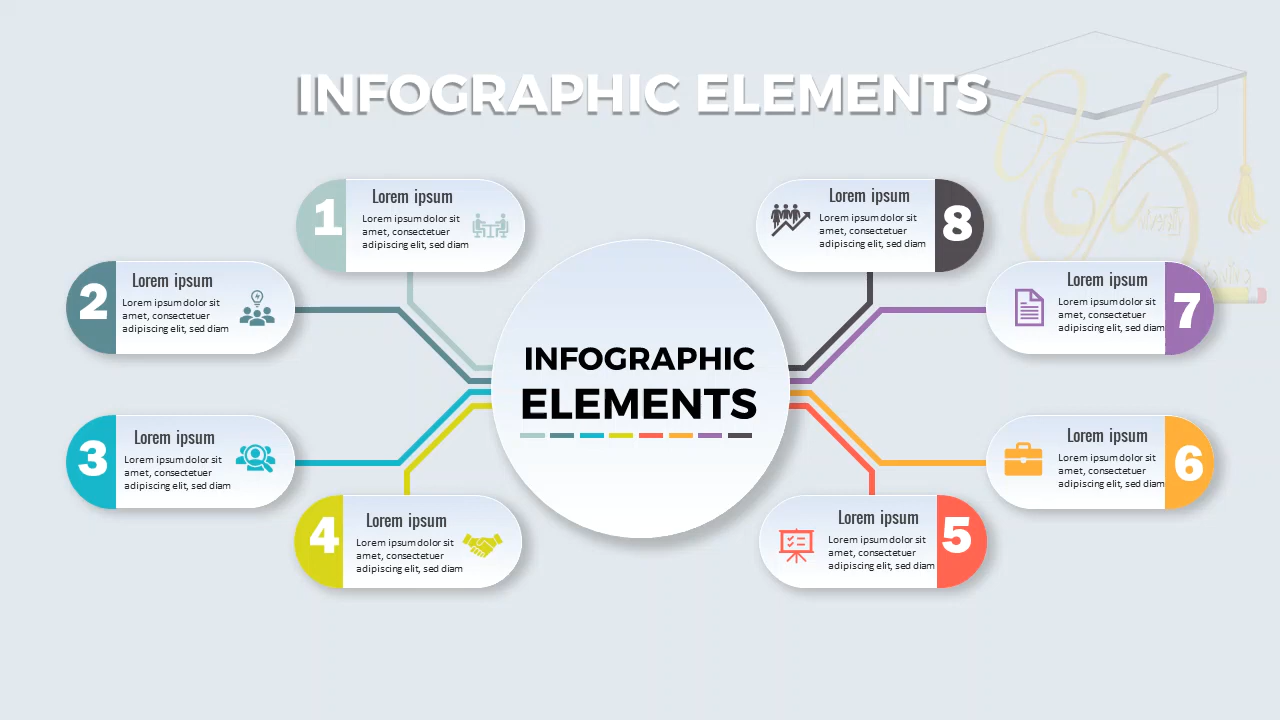 INFOGRAPHIC ELEMENTS
1
Lorem ipsum
Lorem ipsum dolor sit
amet, consectetuer
adipiscing elit, sed diam
2
Lorem ipsum
Lorem ipsum dolor sit
amet, consectetuer
adipiscing elit, sed diam
3
Lorem ipsum
Lorem ipsum dolor sit
amet, consectetuer
adipiscing elit, sed diam
4
Lorem ipsum
Lorem ipsum dolor sit
amet, consectetuer
adipiscing elit, sed diam
INFOGRAPHIC
ELEMENTS
8
Lorem ipsum
Lorem ipsum dolor sit
amet, consectetuer
adipiscing elit, sed diam
7
Lorem ipsum
Lorem ipsum dolor sit
amet, consectetuer
adipiscing elit, sed diam
6
Lorem ipsum
Lorem ipsum dolor sit
amet, consectetuer
adipiscing elit, sed diam
5
Lorem ipsum
Lorem ipsum dolor sit
amet, consectetuer
adipiscing elit, sed diam